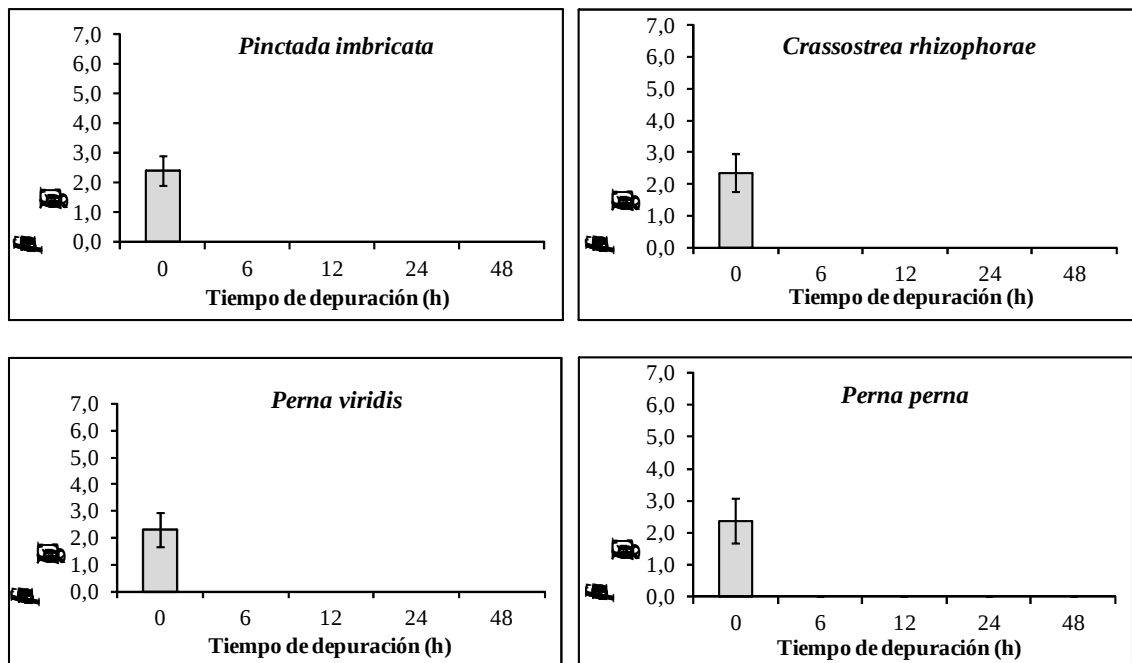 Pinctada imbricata
7,0
6,0
5,0
4,0
3,0
2,0
1,0
0,0
0 6 12 24 48
Tiempo de depuración (h)
Crassostrea rhizophorae
7,0
6,0
5,0
4,0
3,0
2,0
1,0
0,0
0 6 12 24 48
Tiempo de depuración (h)
Perna viridis
7,0
6,0
5,0
4,0
3,0
2,0
1,0
0,0
0 6 12 24 48
Tiempo de depuración (h)
Perna perna
7,0
6,0
5,0
4,0
3,0
2,0
1,0
0,0
0 6 12 24 48
Tiempo de depuración (h)